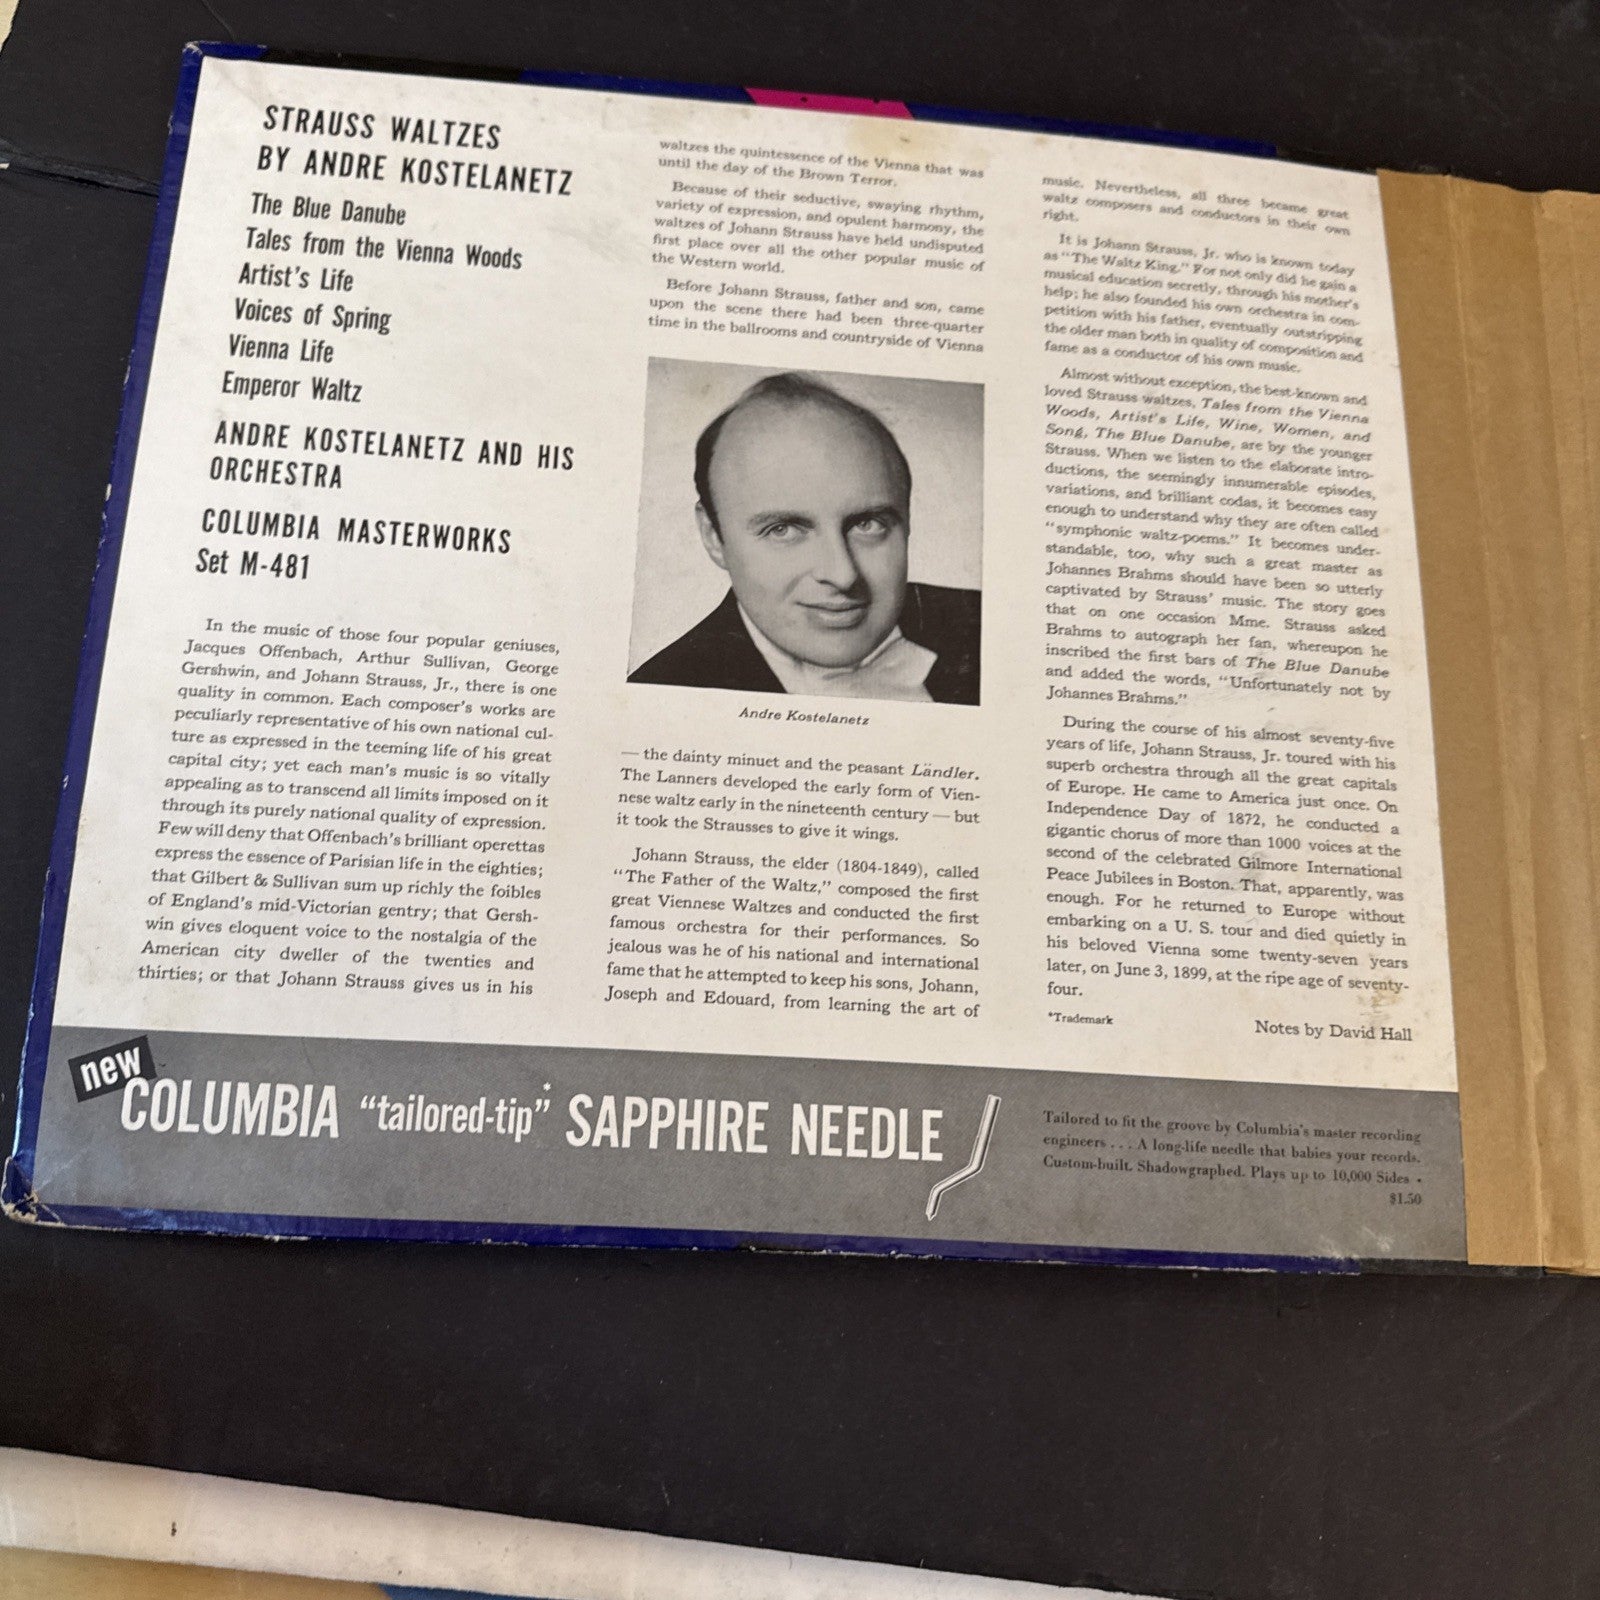 STRAUSS WALTZES
BY ANDRE KOSTELANETZ
The Blue Danube
Tales from the Vienna Woods
Artist's Life
Voices of Spring
Vienna Life
Emperor Waltz
ANDRE KOSTELANETZ AND HIS
ORCHESTRA
COLUMBIA MASTERWORKS
Set M-481
In the music of those four popular geniuses,
Jacques Offenbach, Arthur Sullivan, George
Gershwin, and Johann Strauss, Jr., there is one
quality in common. Each composer's works are
peculiarly representative of his own national cul-
ture as expressed in the teeming life of his great
capital city; yet each man's music is so vitally
appealing as to transcend all limits imposed on it
through its purely national quality of expression.
Few will deny that Offenbach's brilliant operettas
express the essence of Parisian life in the eighties;
that Gilbert & Sullivan sum up richly the foibles
of England's mid-Victorian gentry; that Gersh-
win gives eloquent voice to the nostalgia of the
American city dweller of the twenties and
thirties; or that Johann Strauss gives us in his
waltzes the quintessence of the Vienna that was
until the day of the Brown Terror.
Because of their seductive, swaying rhythm,
variety of expression, and opulent harmony, the
waltzes of Johann Strauss have held undisputed
first place over all the other popular music of
the Western world.
Before Johann Strauss, father and son, came
upon the scene there had been three-quarter
time in the ballrooms and countryside of Vienna
Andre Kostelanetz
— the dainty minuet and the peasant Ländler.
The Lanners developed the early form of Vien-
nese waltz early in the nineteenth century — but
it took the Strausses to give it wings.
Johann Strauss, the elder (1804-1849), called
"The Father of the Waltz," composed the first
great Viennese Waltzes and conducted the first
famous orchestra for their performances. So
jealous was he of his national and international
fame that he attempted to keep his sons, Johann,
Joseph and Edouard, from learning the art of
music. Nevertheless, all three became great
waltz composers and conductors in their own
right.
It is Johann Strauss, Jr. who is known today
as "The Waltz King." For not only did he gain a
musical education secretly, through his mother's
help; he also founded his own orchestra in com-
petition with his father, eventually outstripping
the older man both in quality of composition and
fame as a conductor of his own music.
Almost without exception, the best-known and
loved Strauss waltzes, Tales from the Vienna
Woods, Artist's Life, Wine, Women, and
Song, The Blue Danube, are by the younger
Strauss. When we listen to the elaborate intro-
ductions, the seemingly innumerable episodes,
variations, and brilliant codas, it becomes easy
enough to understand why they are often called
"symphonic waltz-poems." It becomes under-
standable, too, why such a great master as
Johannes Brahms should have been so utterly
captivated by Strauss' music. The story goes
that on one occasion Mme. Strauss asked
Brahms to autograph her fan, whereupon he
inscribed the first bars of The Blue Danube
and added the words, "Unfortunately not by
Johannes Brahms."
During the course of his almost seventy-five
years of life, Johann Strauss, Jr. toured with his
superb orchestra through all the great capitals
of Europe. He came to America just once. On
Independence Day of 1872, he conducted a
gigantic chorus of more than 1000 voices at the
second of the celebrated Gilmore International
Peace Jubilees in Boston. That, apparently, was
enough. For he returned to Europe without
embarking on a U. S. tour and died quietly in
his beloved Vienna some twenty-seven years
later, on June 3, 1899, at the ripe age of seventy-
four.
*Trademark
Notes by David Hall
new
COLUMBIA "tailored-tip"* SAPPHIRE NEEDLE
Tailored to fit the groove by Columbia's master recording
engineers . . . A long-life needle that babies your records.
Custom-built. Shadowgraphed. Plays up to 10,000 Sides •
$1.50